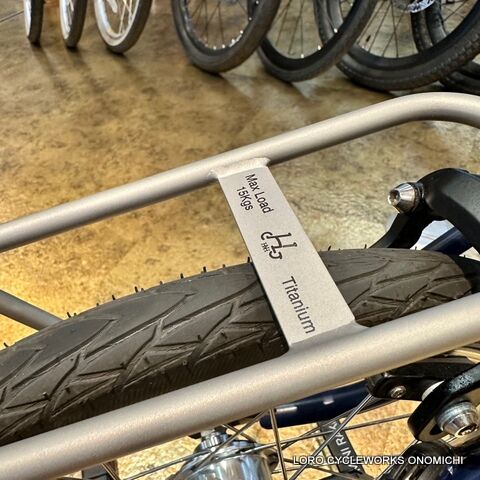 Max Load
15Kgs
H&H
Titanium
LORO CYCLEWORKS ONOMICHI